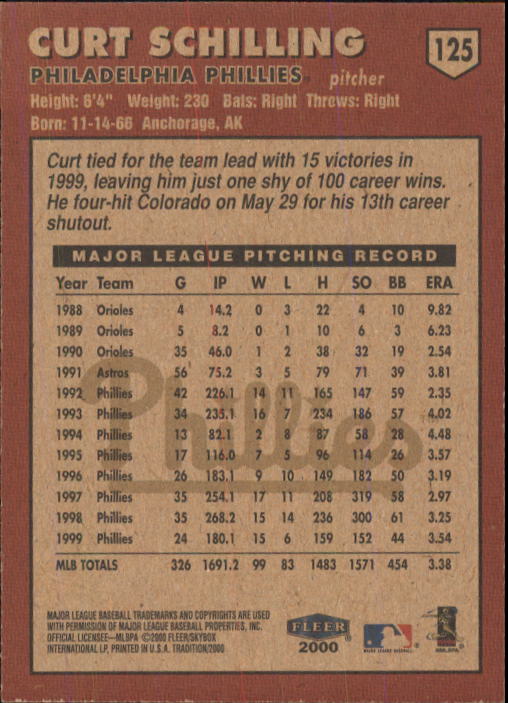 CURT SCHILLING
125
PHILADELPHIA PHILLIES pitcher
Height: 6'4" Weight: 230 Bats: Right Throws: Right
Born: 11-14-66 Anchorage, AK
Curt tied for the team lead with 15 victories in
1999, leaving him just one shy of 100 career wins.
He four-hit Colorado on May 29 for his 13th career
shutout.
MAJOR LEAGUE PITCHING RECORD
Year Team G IP W L H SO BB ERA
1988 Orioles 4 14.2 0 3 22 4 10 9.82
1989 Orioles 5 8.2 0 1 10 6 3 6.23
1990 Orioles 35 46.0 1 2 38 32 19 2.54
1991 Astros 56 75.2 3 5 79 71 39 3.81
1992 Phillies 42 226.1 14 11 165 147 59 2.35
1993 Phillies 34 235.1 16 7 234 186 57 4.02
1994 Phillies 13 82.1 2 8 87 58 28 4.48
1995 Phillies 17 116.0 7 5 96 114 26 3.57
1996 Phillies 26 183.1 9 10 149 182 50 3.19
1997 Phillies 35 254.1 17 11 208 319 58 2.97
1998 Phillies 35 268.2 15 14 236 300 61 3.25
1999 Phillies 24 180.1 15 6 159 152 44 3.54
MLB TOTALS 326 1691.2 99 83 1483 1571 454 3.38
Phillies
MAJOR LEAGUE BASEBALL TRADEMARKS AND COPYRIGHTS ARE USED
WITH PERMISSION OF MAJOR LEAGUE BASEBALL PROPERTIES, INC.
OFFICIAL LICENSEE—MLBPA ©2000 FLEER/SKYBOX
INTERNATIONAL LP, PRINTED IN U.S.A. TRADITION/2000
FLEER
2000
MAJOR LEAGUE BASEBALL
MLBPA